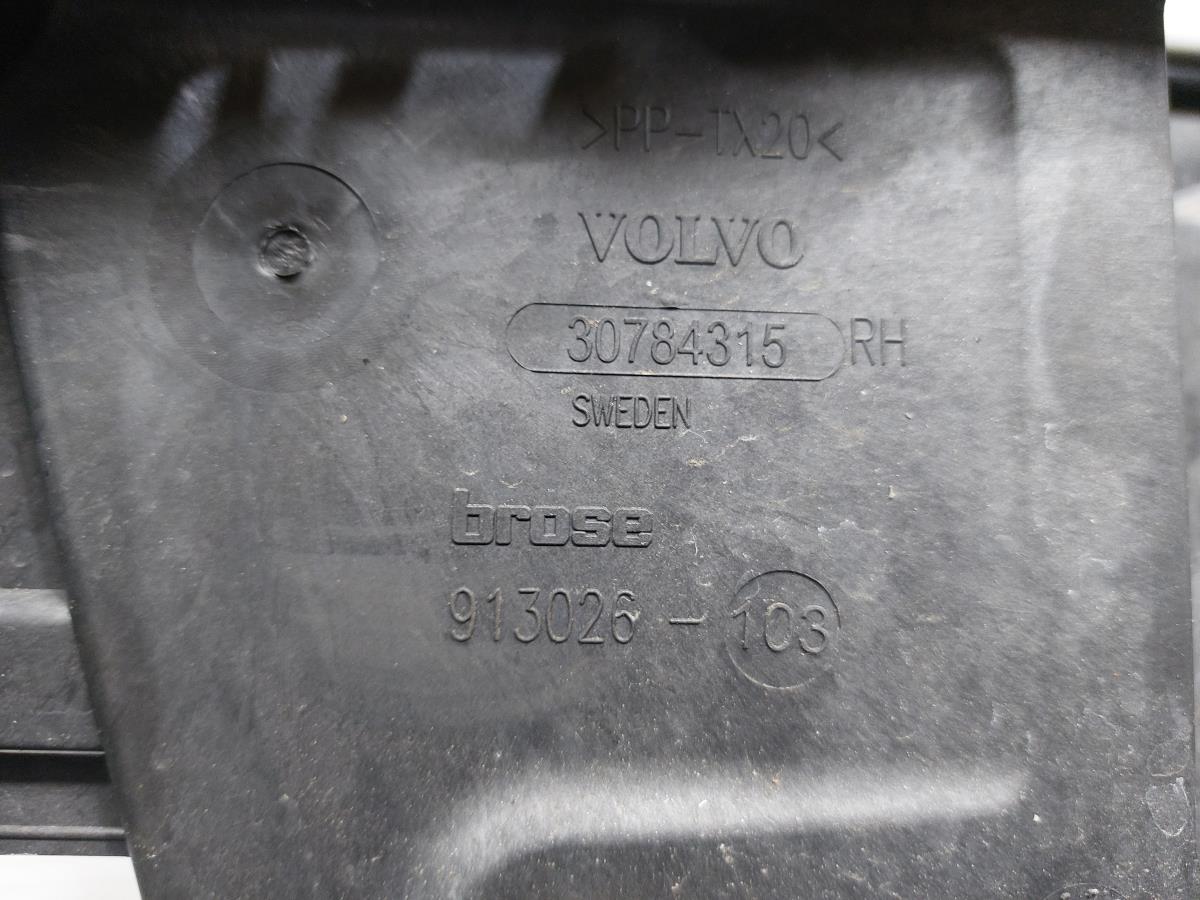 >PP-TX20<
VOLVO
30784315 RH
SWEDEN
brose
913026 - 103